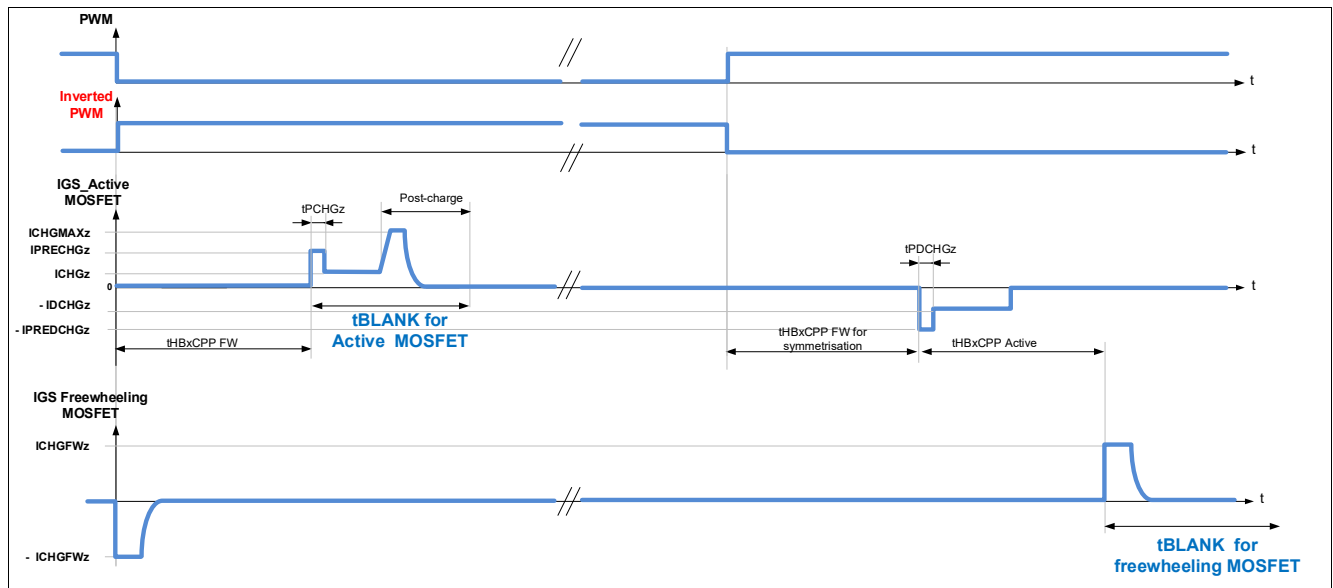 PWM
t
Inverted
PWM
t
IGS_Active
MOSFET
tPCHGz
Post-charge
ICHGMAXz
IPRECHGz
ICHGz
0
- IDCHGz
- IPREDCHGz
tPDCHGz
t
tBLANK for
Active MOSFET
tHBxCPP FW
tHBxCPP FW for
symmetrisation
tHBxCPP Active
IGS Freewheeling
MOSFET
ICHGFWz
t
- ICHGFWz
tBLANK for
freewheeling MOSFET